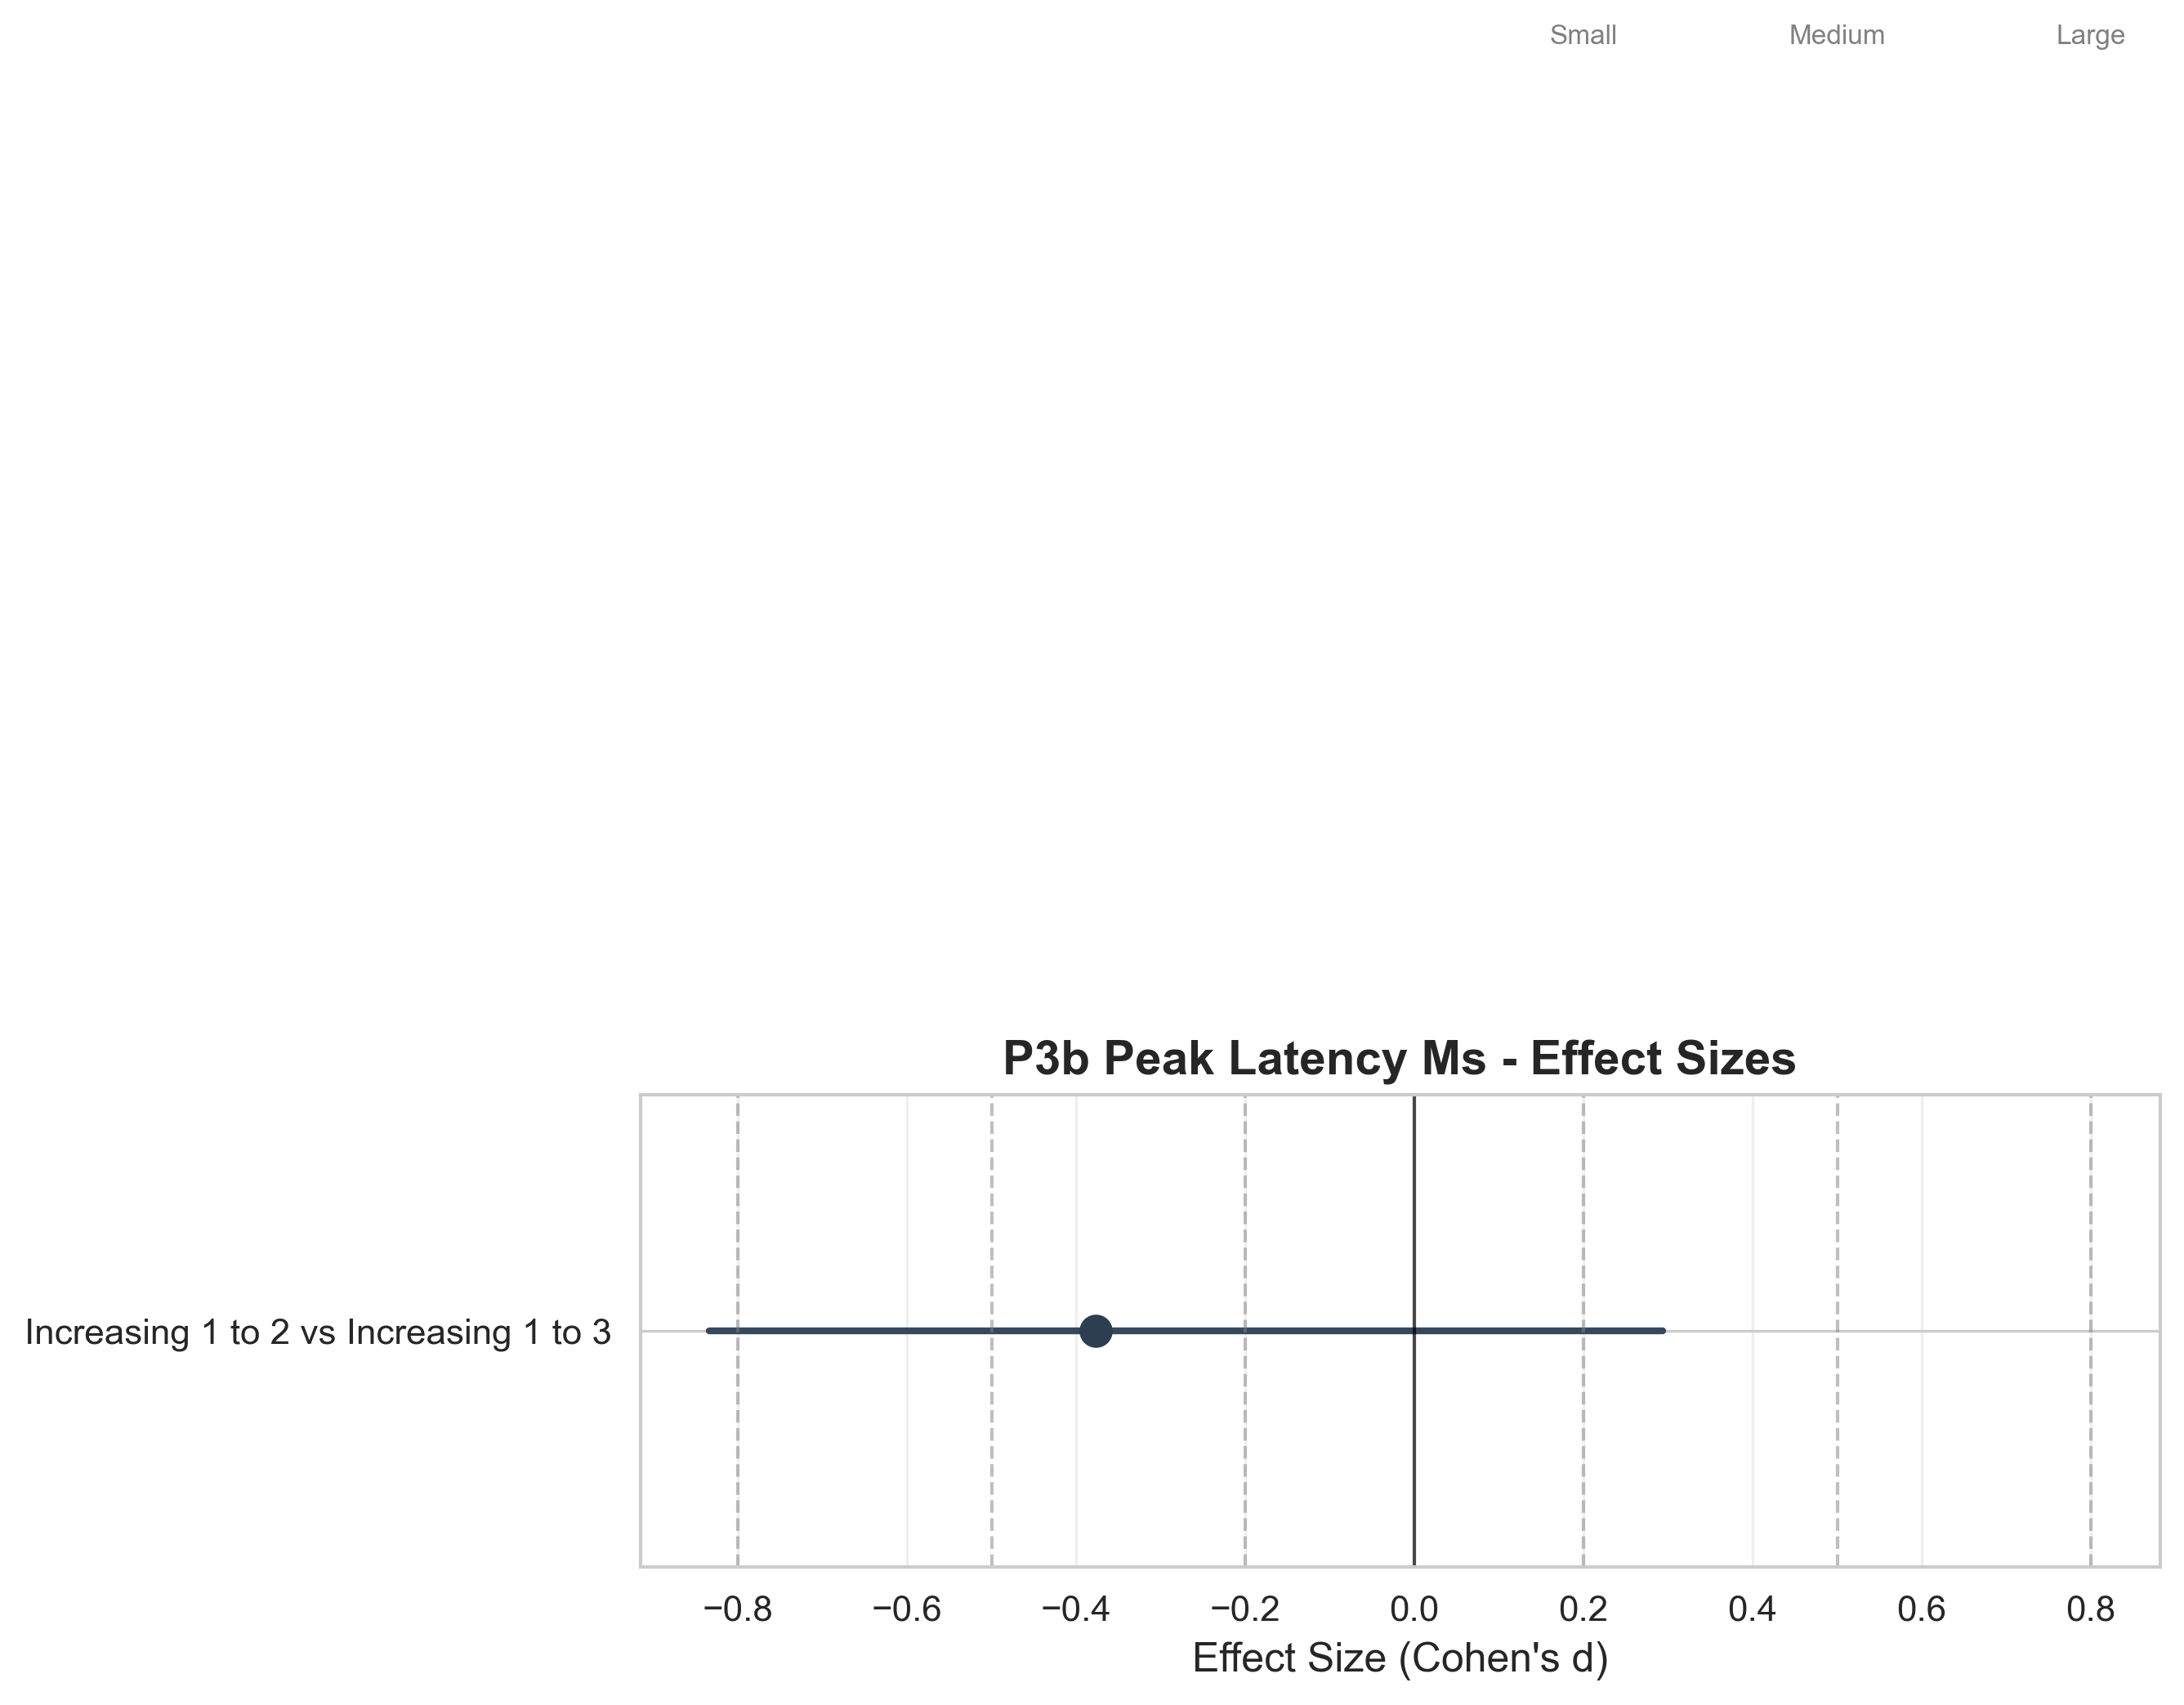 Small Medium Large
P3b Peak Latency Ms - Effect Sizes
Increasing 1 to 2 vs Increasing 1 to 3
−0.8 −0.6 −0.4 −0.2 0.0 0.2 0.4 0.6 0.8
Effect Size (Cohen's d)